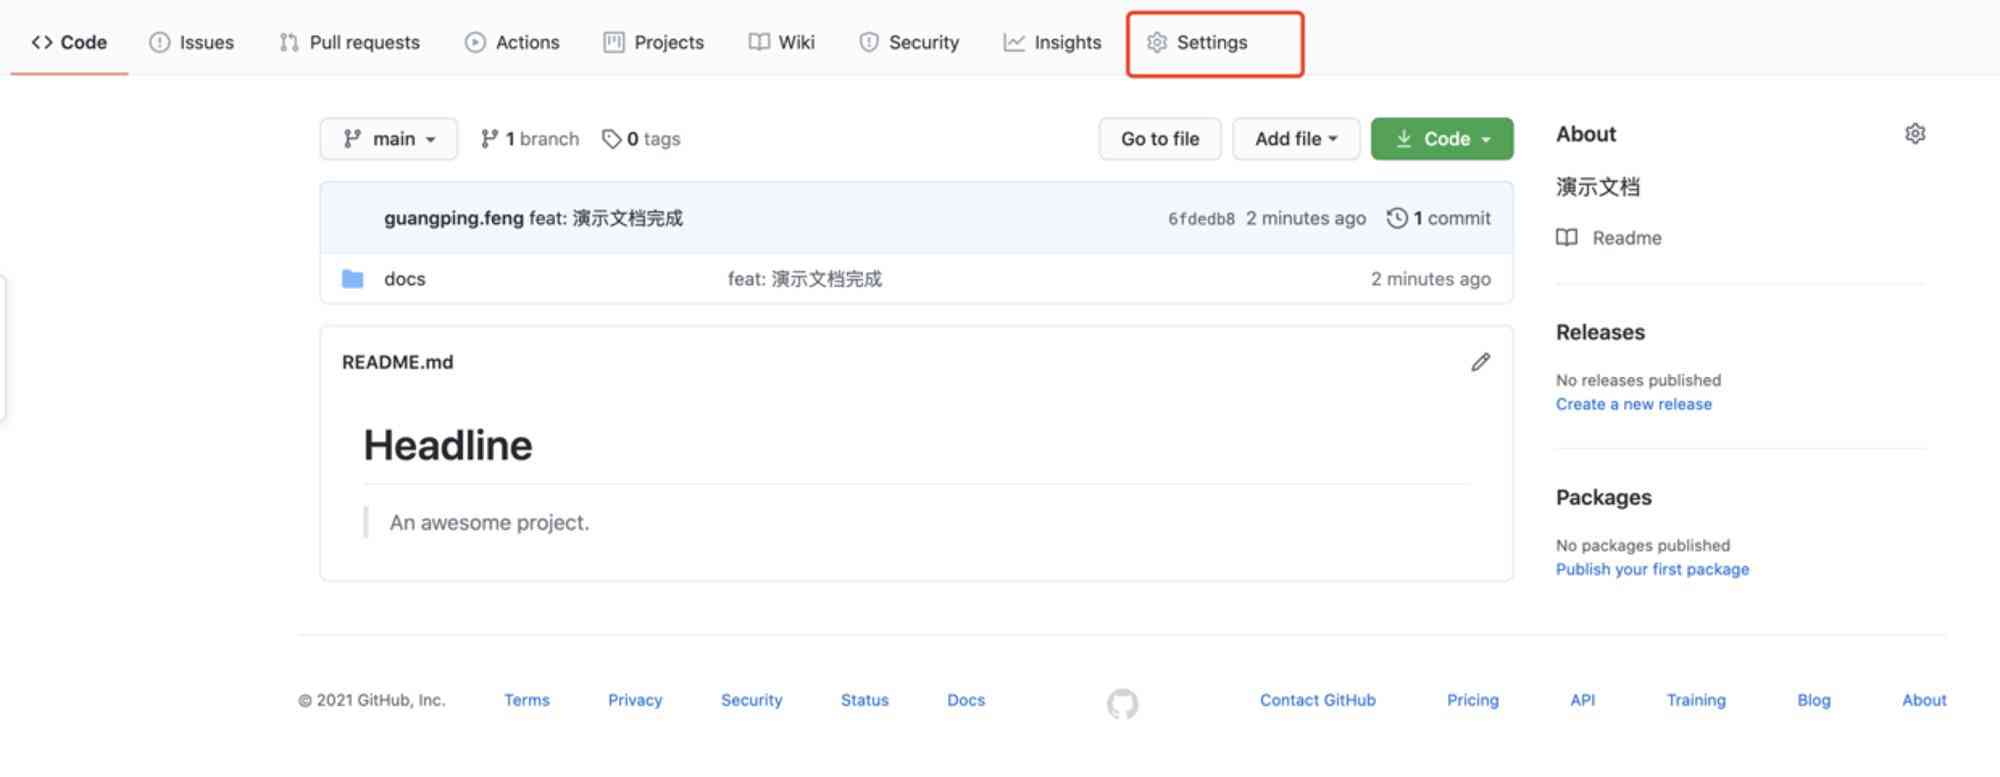 Code Issues Pull requests Actions Projects Wiki Security Insights Settings
main 1 branch 0 tags Go to file Add file Code
guangping.feng feat: 演示文档完成 6fdedb8 2 minutes ago 1 commit
docs feat: 演示文档完成 2 minutes ago
README.md
Headline
An awesome project.
About
演示文档
Readme
Releases
No releases published
Create a new release
Packages
No packages published
Publish your first package
© 2021 GitHub, Inc. Terms Privacy Security Status Docs Contact GitHub Pricing API Training Blog About